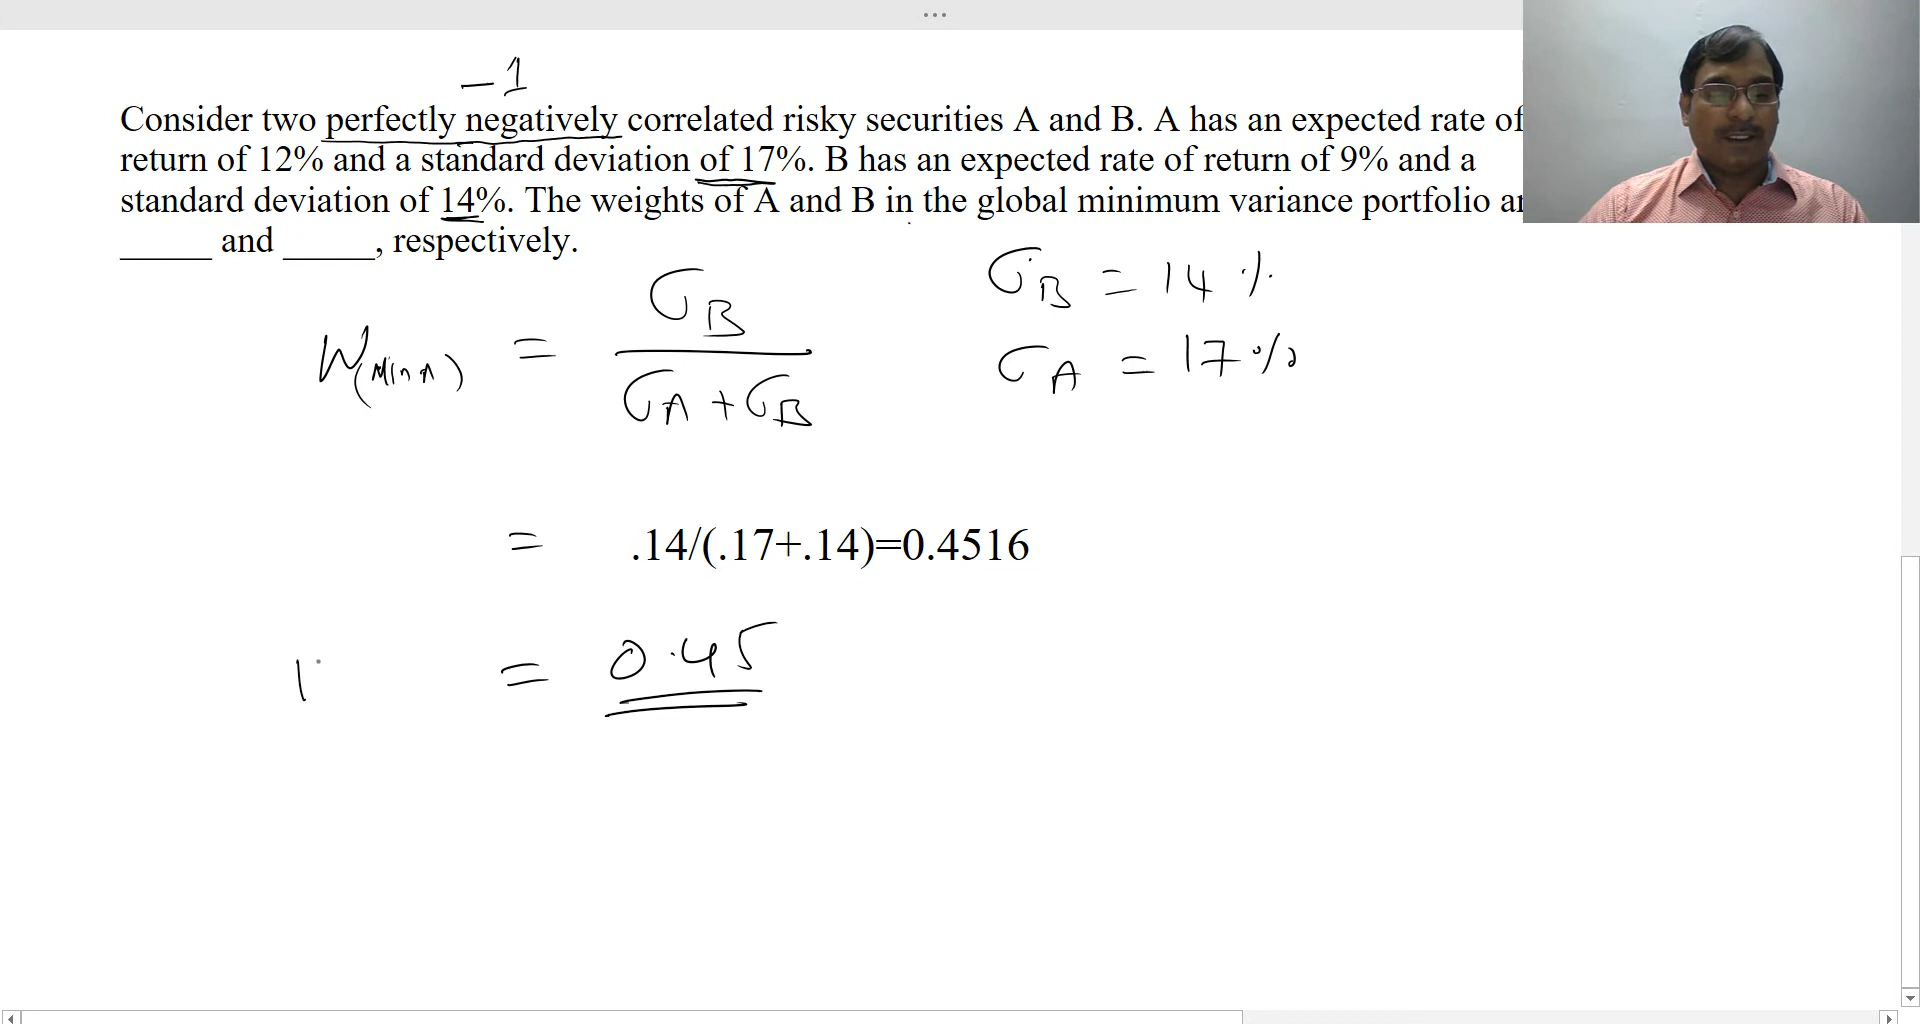 -1
Consider two perfectly negatively correlated risky securities A and B. A has an expected rate of
return of 12% and a standard deviation of 17%. B has an expected rate of return of 9% and a
standard deviation of 14%. The weights of A and B in the global minimum variance portfolio
_____ and _____, respectively.
σB = 14%
σA = 17%
W(Min A) = σB / σA + σB
= .14/(.17+.14)=0.4516
= 0.45